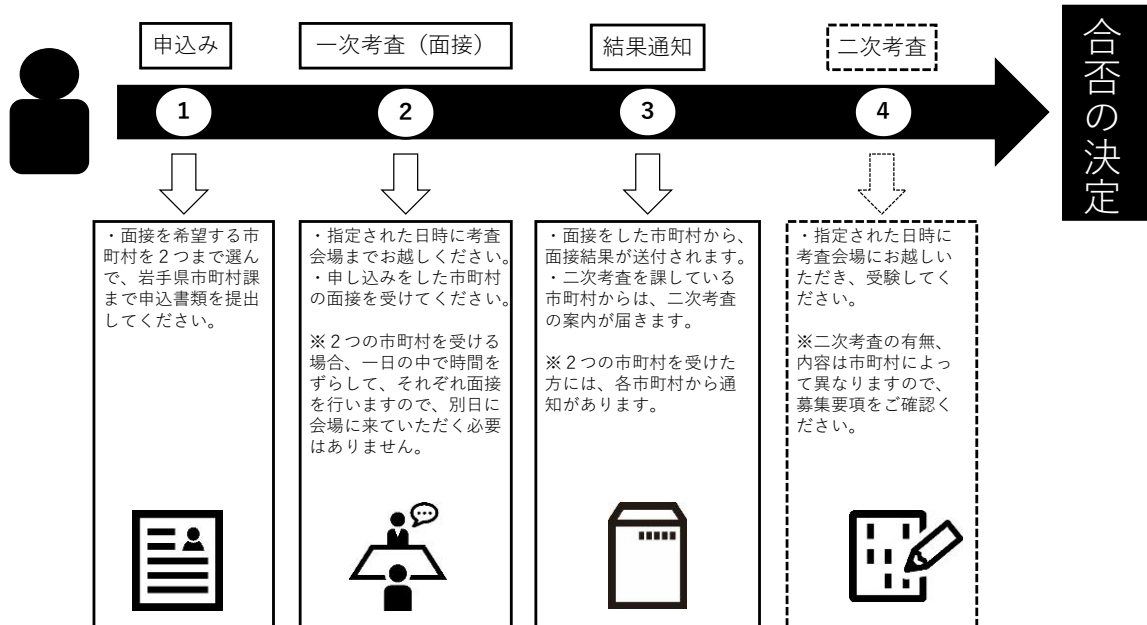 申込み
一次考査（面接）
結果通知
二次考査
1
2
3
4
合否の決定
・面接を希望する市
町村を２つまで選ん
で、岩手県市町村課
まで申込書類を提出
してください。
・指定された日時に考査
会場までお越しください。
・申し込みをした市町村
の面接を受けてください。
※２つの市町村を受ける
場合、一日の中で時間を
ずらして、それぞれ面接
を行いますので、別日に
会場に来ていただく必要
はありません。
・面接をした市町村から、
面接結果が送付されます。
・二次考査を課している
市町村からは、二次考査
の案内が届きます。
※２つの市町村を受けた
方には、各市町村から通
知があります。
・指定された日時に
考査会場にお越しい
ただき、受験してく
ださい。
※二次考査の有無、
内容は市町村によっ
て異なりますので、
募集要項をご確認く
ださい。